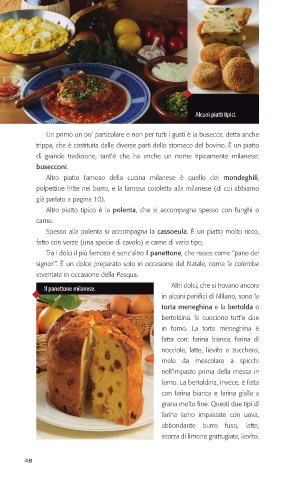 Alcuni piatti tipici.
Un primo un po' particolare e non per tutti i gusti è la busecca, detta anche
trippa, che è costituita dalle diverse parti dello stomaco del bovino. È un piatto
di grande tradizione, tant'è che ha anche un nome tipicamente milanese:
busecconi.
Altro piatto famoso della cucina milanese è quello dei mondeghili,
polpettine fritte nel burro, e la famosa cotoletta alla milanese (di cui abbiamo
già parlato a pagina 10).
Altro piatto tipico è la polenta, che si accompagna spesso con funghi o
carne.
Spesso alla polenta si accompagna la cassoeula. È un piatto molto ricco,
fatto con verze (una specie di cavolo) e carne di vario tipo.
Tra i dolci il più famoso è senz'altro il panettone, che nasce come "pane dei
signori". È un dolce preparato solo in occasione del Natale, come la colomba
inventata in occasione della Pasqua.
Il panettone milanese.
Altri dolci, che si trovano ancora
in alcuni panifici di Milano, sono la
torta meneghina e la bertolda o
bertoldina. Si cuociono tutt'e due
in forno. La torta meneghina è
fatta con: farina bianca, farina di
nocciole, latte, lievito e zucchero,
mele da mescolare a spicchi
nell'impasto prima della messa in
forno. La bertoldina, invece, è fatta
con farina bianca e farina gialla a
grana molto fine. Questi due tipi di
farina sono impastate con uova,
abbondante burro fuso, latte,
scorza di limone grattugiata, lievito.
48